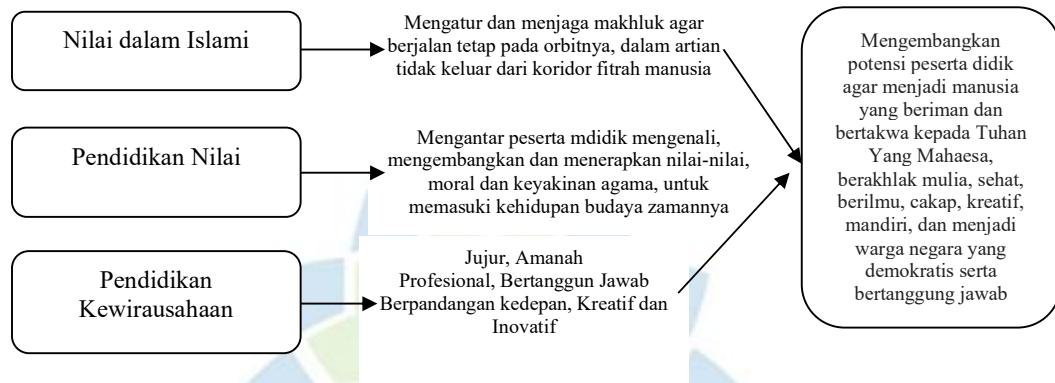 Nilai dalam Islami
Mengatur dan menjaga makhluk agar
berjalan tetap pada orbitnya, dalam artian
tidak keluar dari koridor fitrah manusia
Pendidikan Nilai
Mengantar peserta mdidik mengenali,
mengembangkan dan menerapkan nilai-nilai,
moral dan keyakinan agama, untuk
memasuki kehidupan budaya zamannya
Pendidikan
Kewirausahaan
Jujur, Amanah
Profesional, Bertanggun Jawab
Berpandangan kedepan, Kreatif dan
Inovatif
Mengembangkan
potensi peserta didik
agar menjadi manusia
yang beriman dan
bertakwa kepada Tuhan
Yang Mahaesa,
berakhlak mulia, sehat,
berilmu, cakap, kreatif,
mandiri, dan menjadi
warga negara yang
demokratis serta
bertanggung jawab